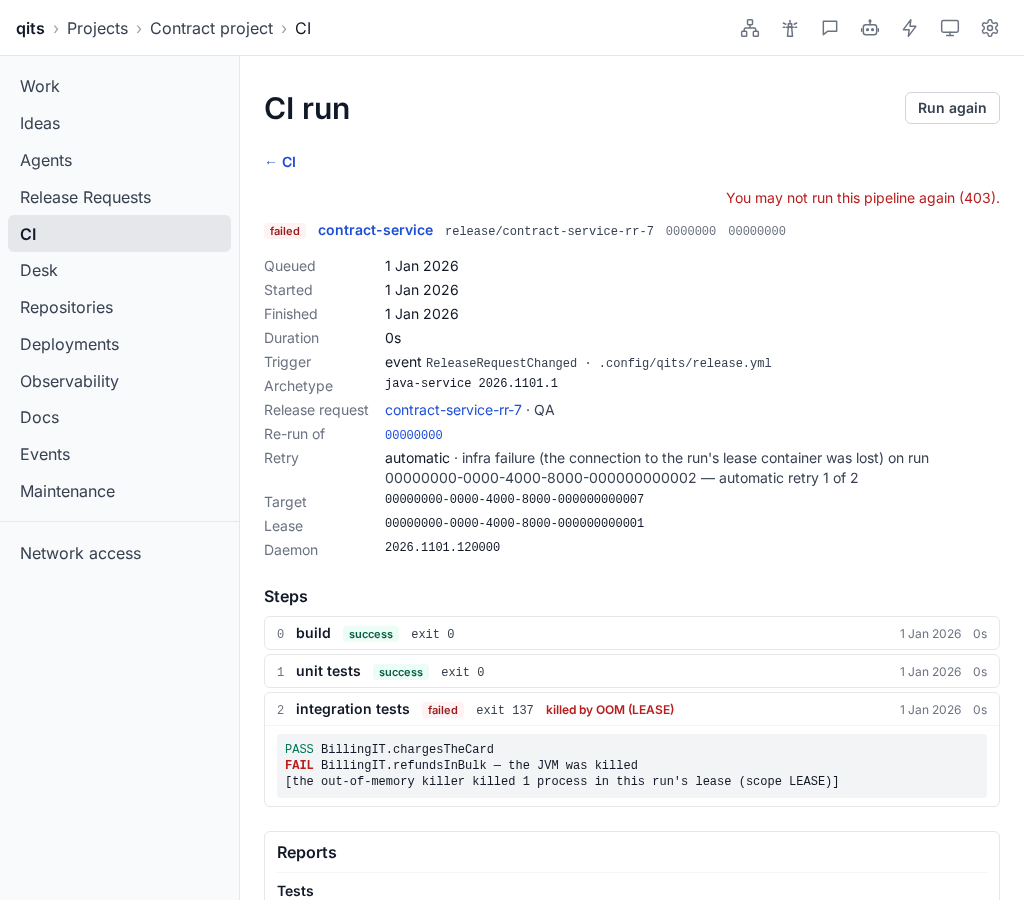 qits › Projects › Contract project › CI
Work
Ideas
Agents
Release Requests
CI
Desk
Repositories
Deployments
Observability
Docs
Events
Maintenance
Network access
CI run
Run again
← CI
You may not run this pipeline again (403).
failed contract-service release/contract-service-rr-7 0000000 00000000
Queued 1 Jan 2026
Started 1 Jan 2026
Finished 1 Jan 2026
Duration 0s
Trigger event ReleaseRequestChanged · .config/qits/release.yml
Archetype java-service 2026.1101.1
Release request contract-service-rr-7 · QA
Re-run of 00000000
Retry automatic · infra failure (the connection to the run's lease container was lost) on run
00000000-0000-4000-8000-000000000002 — automatic retry 1 of 2
Target 00000000-0000-4000-8000-000000000007
Lease 00000000-0000-4000-8000-000000000001
Daemon 2026.1101.120000
Steps
0 build success exit 0 1 Jan 2026 0s
1 unit tests success exit 0 1 Jan 2026 0s
2 integration tests failed exit 137 killed by OOM (LEASE) 1 Jan 2026 0s
PASS BillingIT.chargesTheCard
FAIL BillingIT.refundsInBulk — the JVM was killed
[the out-of-memory killer killed 1 process in this run's lease (scope LEASE)]
Reports
Tests